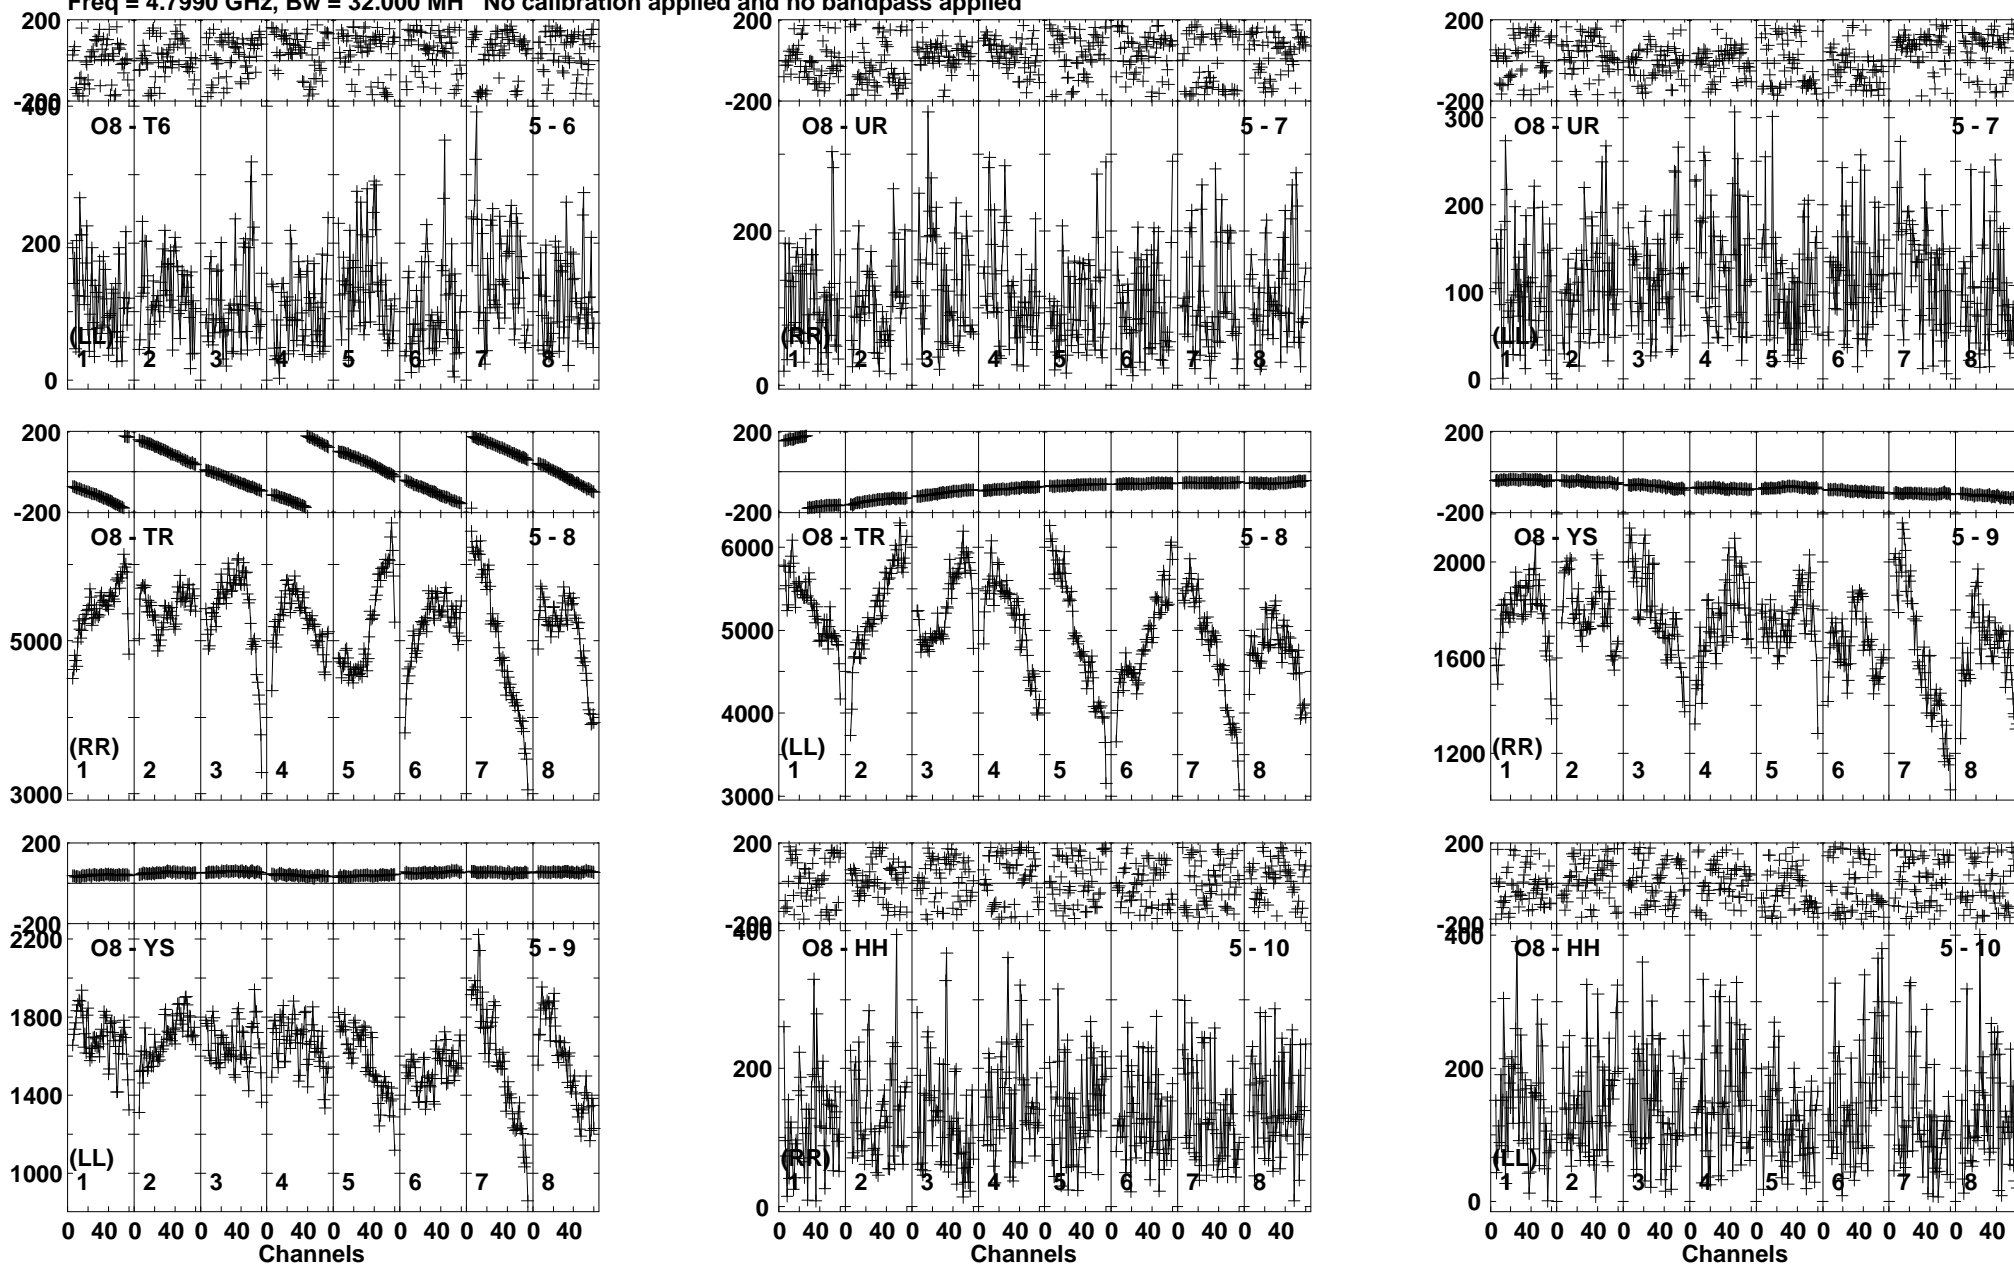 Freq = 4.7990 GHz, Bw = 32.000 MH No calibration applied and no bandpass applied
200
-200
400
O8 - T6 5 - 6
200
(LL)
1 2 3 4 5 6 7 8
0
200
-200
O8 - UR 5 - 7
200
(RR)
1 2 3 4 5 6 7 8
0
200
-200
300
O8 - UR 5 - 7
200
100
(LL)
1 2 3 4 5 6 7 8
0
200
-200
O8 - TR 5 - 8
5000
(RR)
1 2 3 4 5 6 7 8
3000
200
-200
O8 - TR 5 - 8
6000
5000
4000
(LL)
1 2 3 4 5 6 7 8
3000
200
-200
O8 - YS 5 - 9
2000
1600
1200
(RR)
1 2 3 4 5 6 7 8
200
-200
2200
O8 - YS 5 - 9
1800
1400
1000
(LL)
1 2 3 4 5 6 7 8
0 40 0 40 0 40 0 40 0 40 0 40 0 40 0 40
Channels
200
-200
400
O8 - HH 5 - 10
200
(RR)
1 2 3 4 5 6 7 8
0
0 40 0 40 0 40 0 40 0 40 0 40 0 40 0 40
Channels
200
-200
400
O8 - HH 5 - 10
200
(LL)
1 2 3 4 5 6 7 8
0
0 40 0 40 0 40 0 40 0 40 0 40 0 40 0 40
Channels